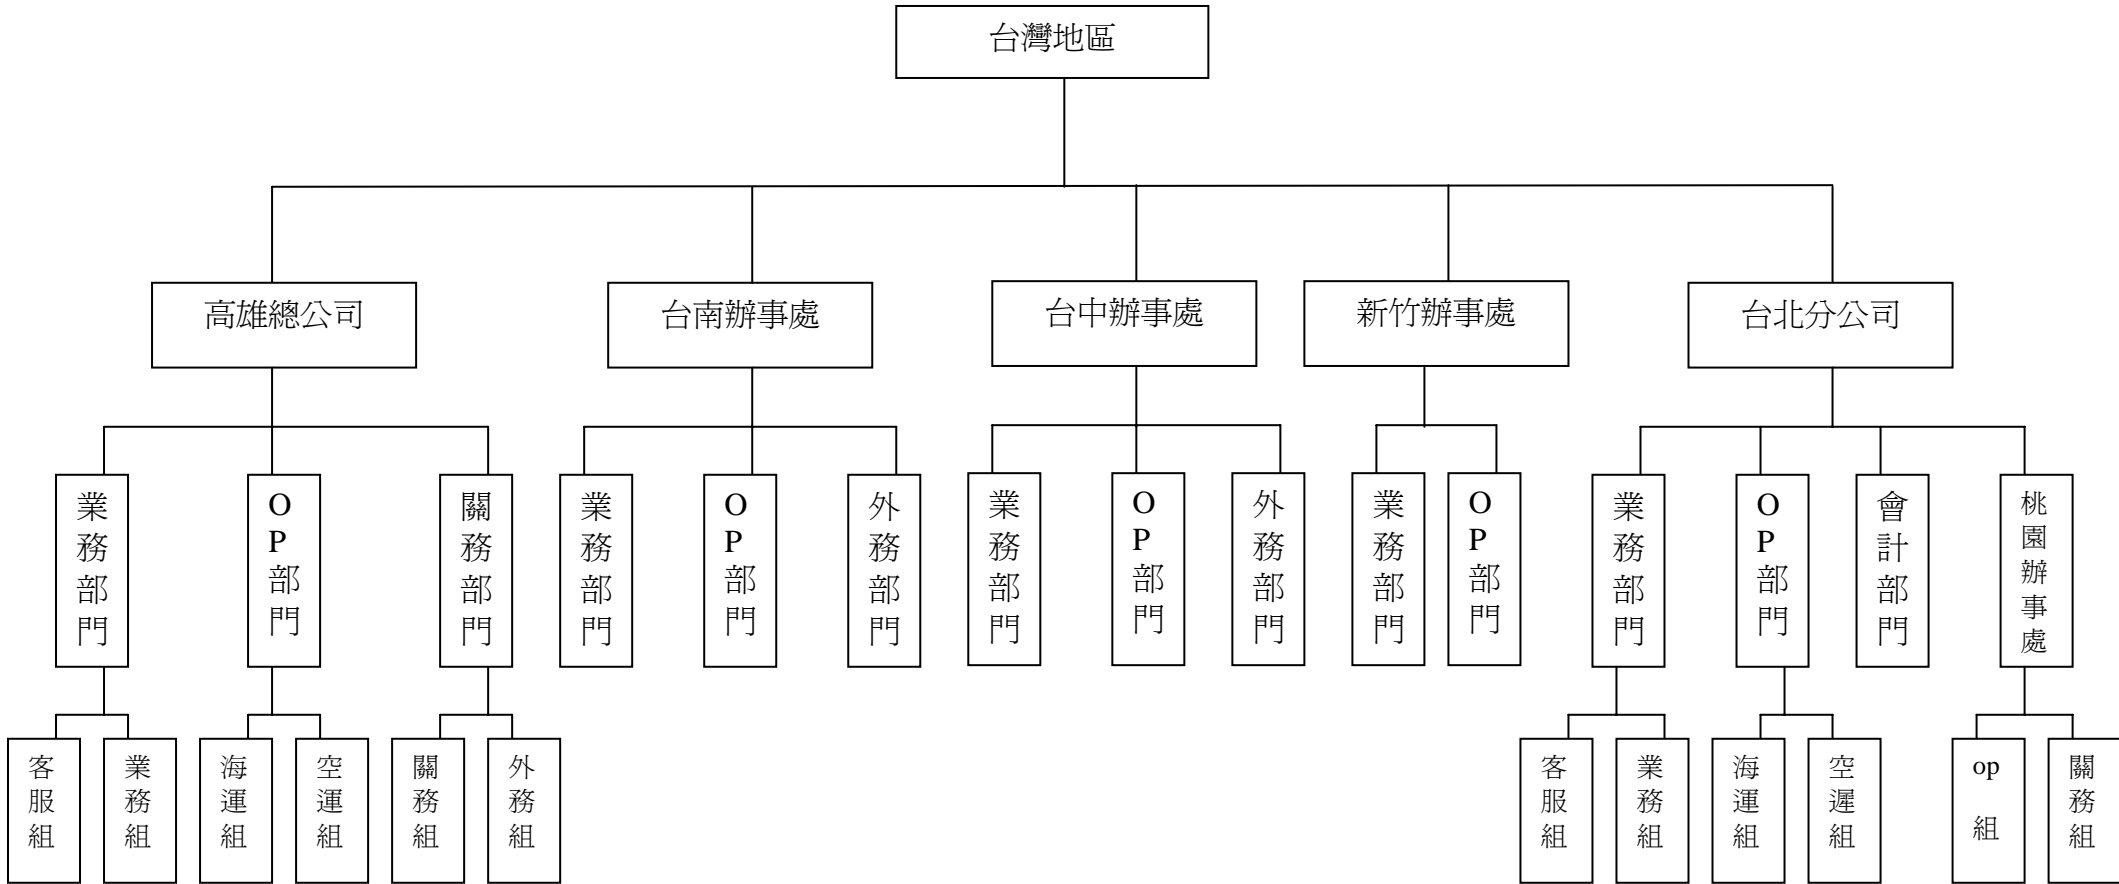 台灣地區
高雄總公司
台南辦事處
台中辦事處
新竹辦事處
台北分公司
業務部門
OP部門
關務部門
業務部門
OP部門
外務部門
業務部門
OP部門
外務部門
業務部門
OP部門
業務部門
OP部門
會計部門
桃園辦事處
客服組
業務組
海運組
空運組
關務組
外務組
客服組
業務組
海運組
空遲組
op組
關務組